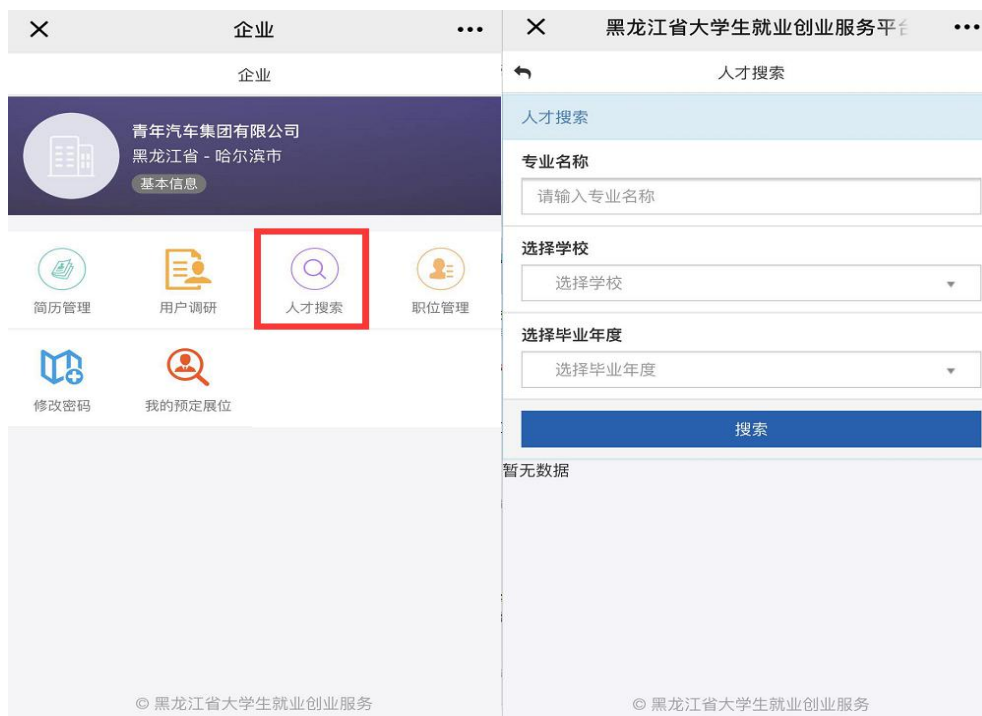 企业
企业
青年汽车集团有限公司
黑龙江省 - 哈尔滨市
基本信息
简历管理
用户调研
人才搜索
职位管理
修改密码
我的预定展位
© 黑龙江省大学生就业创业服务
黑龙江省大学生就业创业服务平台
人才搜索
人才搜索
专业名称
请输入专业名称
选择学校
选择学校
选择毕业年度
选择毕业年度
搜索
暂无数据
© 黑龙江省大学生就业创业服务